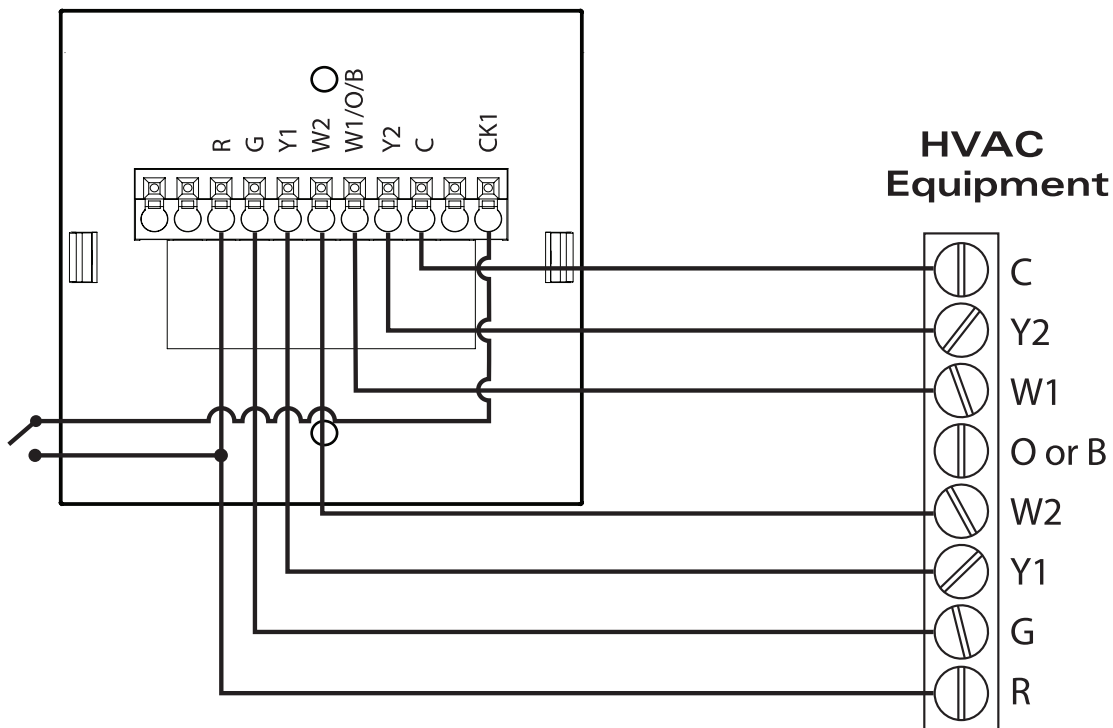 R G Y1 W2 W1/O/B Y2 C CK1
HVAC
Equipment
C
Y2
W1
O or B
W2
Y1
G
R